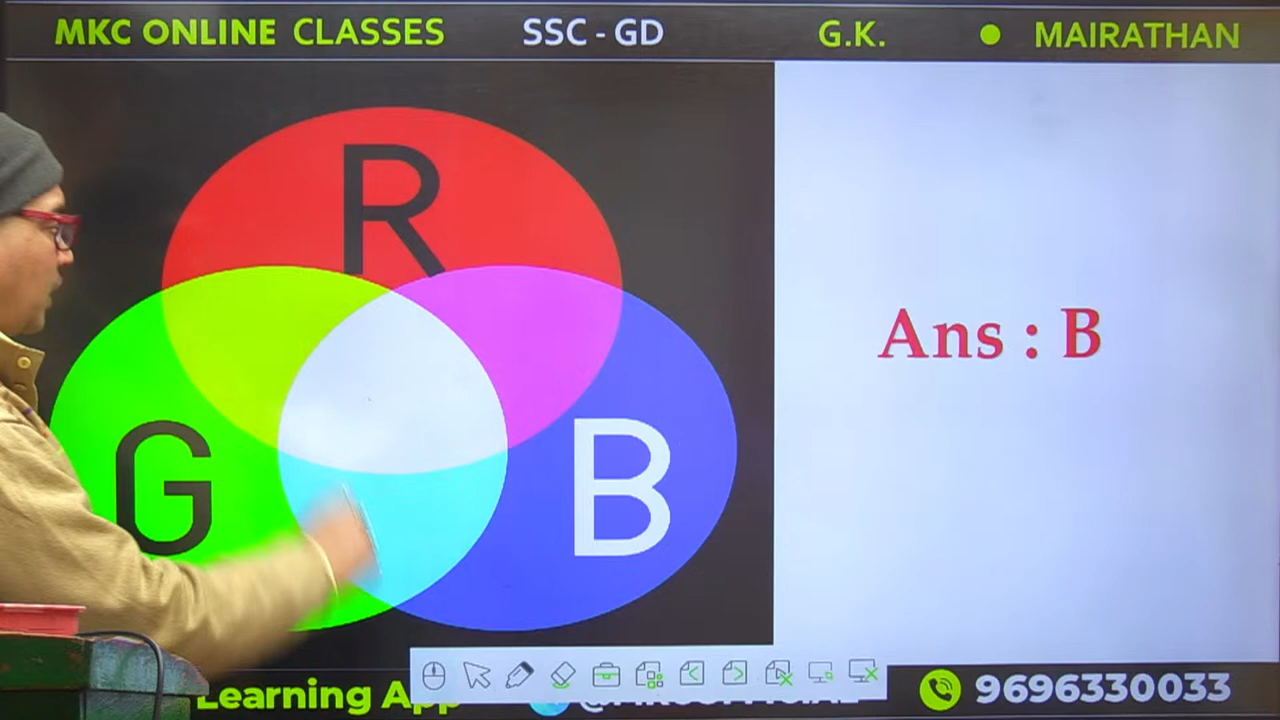 MKC ONLINE CLASSES SSC - GD G.K. MAIRATHAN
R
G
B
Ans : B
Learning App
9696330033